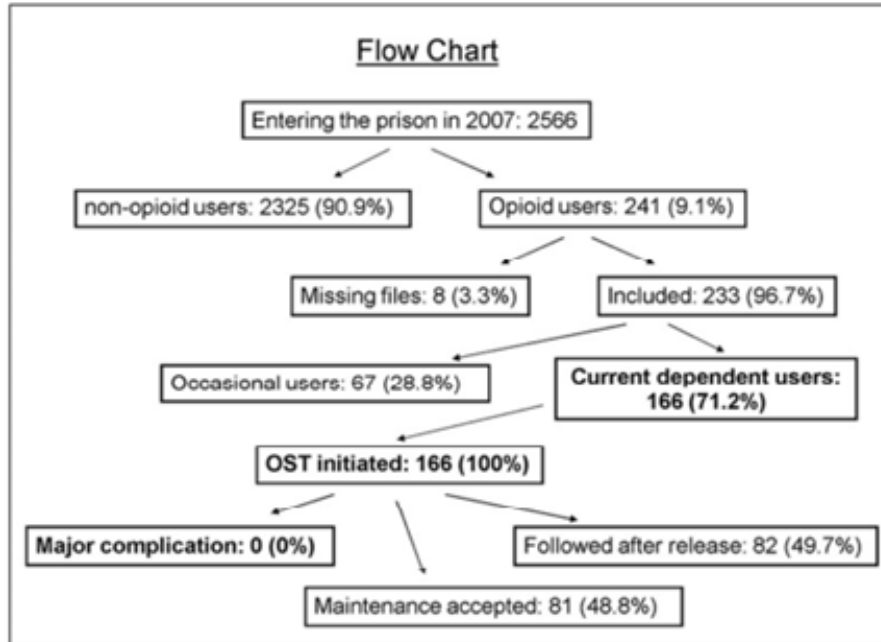 Flow Chart
Entering the prison in 2007: 2566
non-opioid users: 2325 (90.9%)
Opioid users: 241 (9.1%)
Missing files: 8 (3.3%)
Included: 233 (96.7%)
Occasional users: 67 (28.8%)
Current dependent users:
166 (71.2%)
OST initiated: 166 (100%)
Major complication: 0 (0%)
Followed after release: 82 (49.7%)
Maintenance accepted: 81 (48.8%)